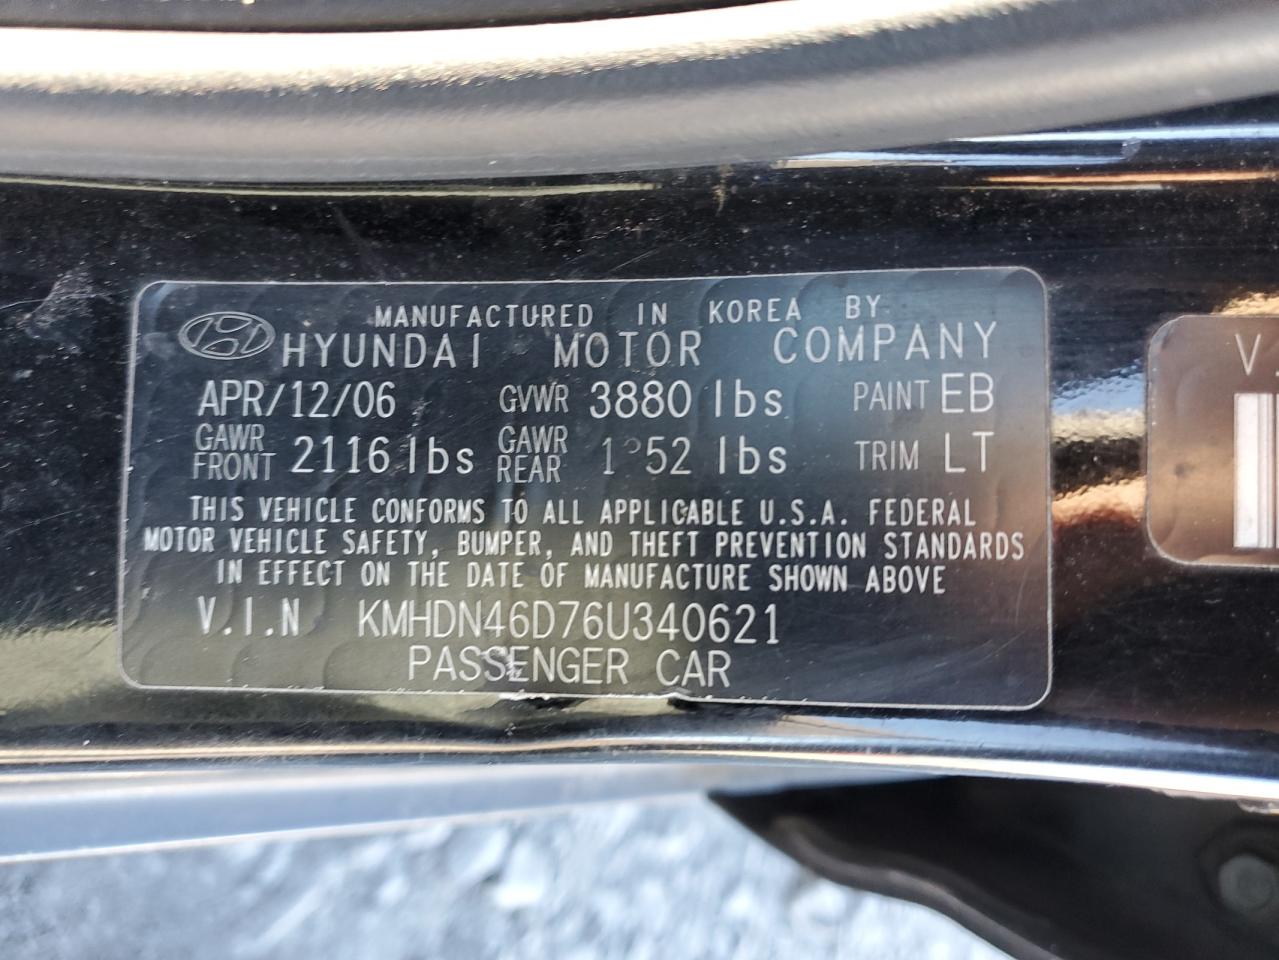 MANUFACTURED IN KOREA BY
HYUNDAI MOTOR COMPANY
APR/12/06 GVWR 3880 lbs PAINT EB
GAWR FRONT 2116 lbs GAWR REAR lbs TRIM LT
THIS VEHICLE CONFORMS TO ALL APPLICABLE U.S.A. FEDERAL
MOTOR VEHICLE SAFETY, BUMPER, AND THEFT PREVENTION STANDARDS
IN EFFECT ON THE DATE OF MANUFACTURE SHOWN ABOVE
V.I.N KMHDN46D76U340621
PASSENGER CAR